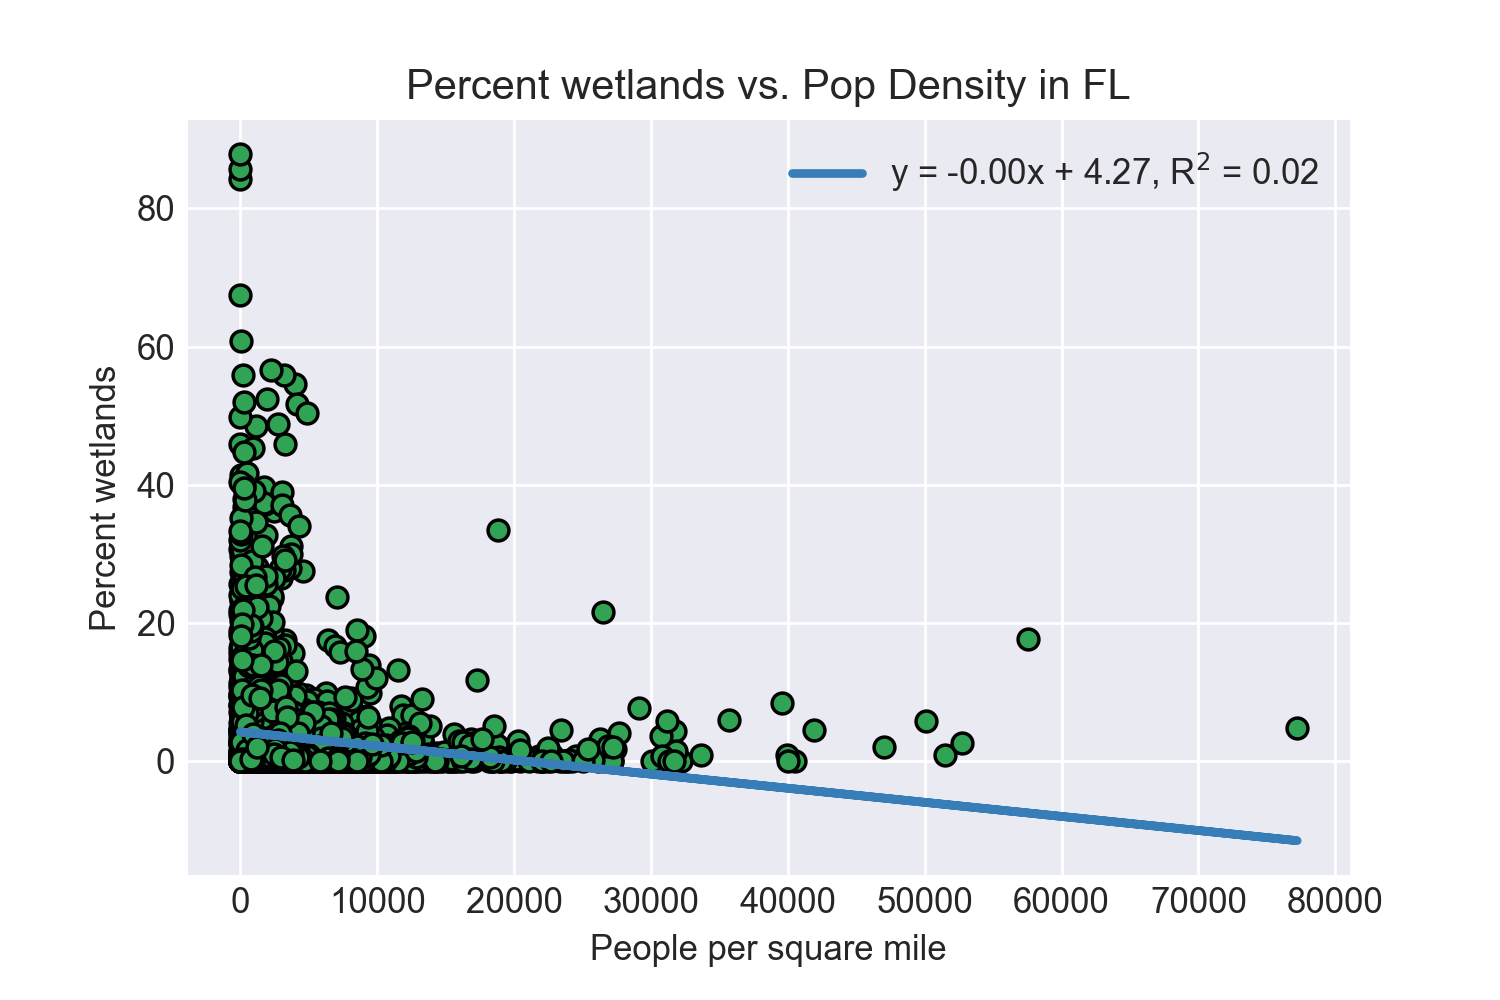 Percent wetlands vs. Pop Density in FL
y = -0.00x + 4.27, R² = 0.02
80
60
40
20
0
Percent wetlands
0 10000 20000 30000 40000 50000 60000 70000 80000
People per square mile